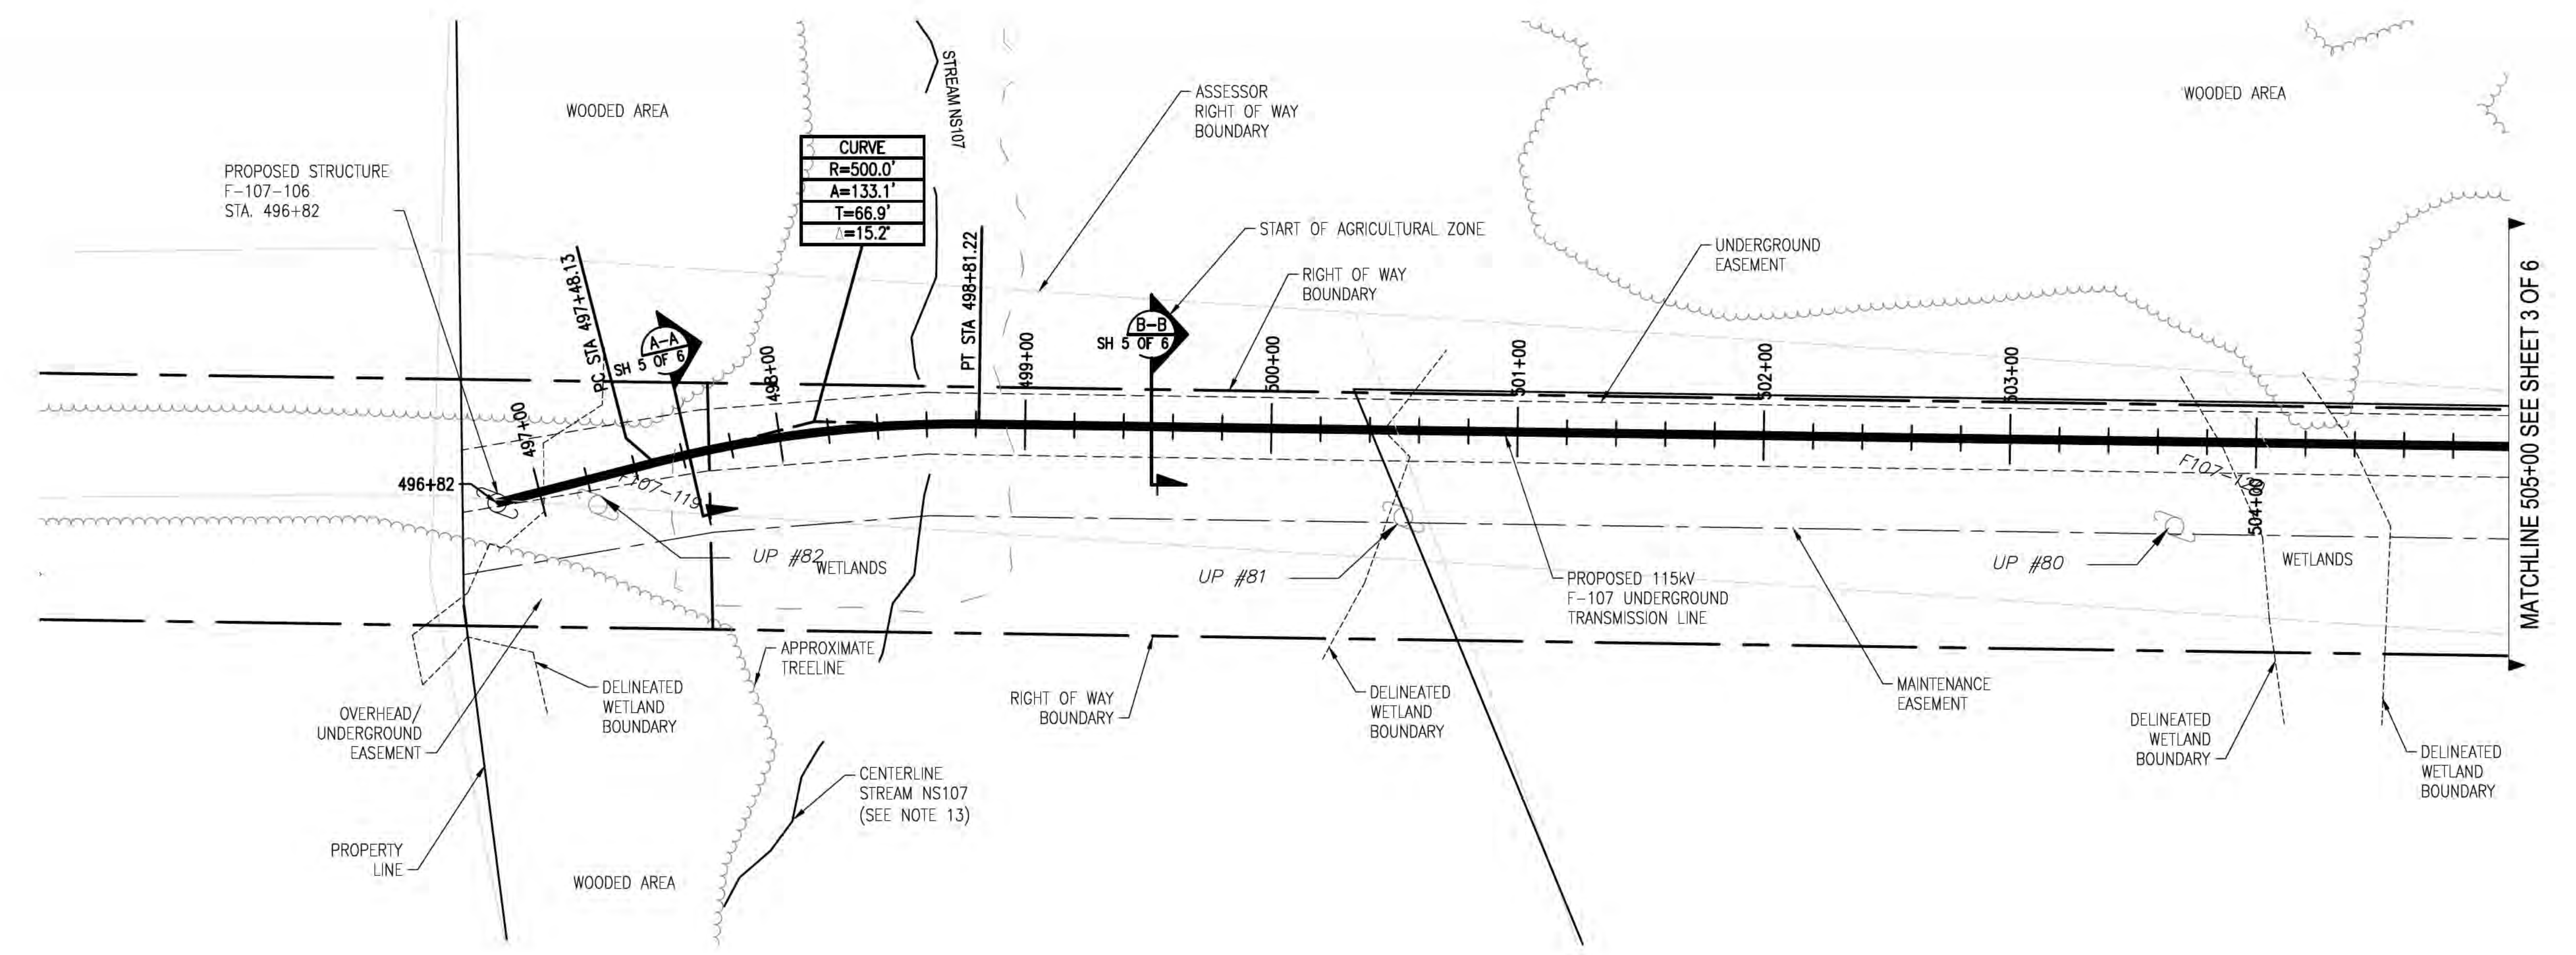 WOODED AREA
STREAM NS107
ASSESSOR
RIGHT OF WAY
BOUNDARY
WOODED AREA
PROPOSED STRUCTURE
F-107-106
STA. 496+82
CURVE
R=500.0'
A=133.1'
T=66.9'
Δ=15.2°
START OF AGRICULTURAL ZONE
UNDERGROUND
EASEMENT
RIGHT OF WAY
BOUNDARY
PC STA 497+48.13
PT STA 498+81.22
A-A
SH 5 OF 6
B-B
SH 5 OF 6
497+00
498+00
499+00
500+00
501+00
502+00
503+00
504+00
MATCHLINE 505+00 SEE SHEET 3 OF 6
496+82
F107-119
UP #82
WETLANDS
UP #81
PROPOSED 115kV
F-107 UNDERGROUND
TRANSMISSION LINE
UP #80
WETLANDS
APPROXIMATE
TREELINE
DELINEATED
WETLAND
BOUNDARY
OVERHEAD/
UNDERGROUND
EASEMENT
RIGHT OF WAY
BOUNDARY
DELINEATED
WETLAND
BOUNDARY
MAINTENANCE
EASEMENT
DELINEATED
WETLAND
BOUNDARY
DELINEATED
WETLAND
BOUNDARY
CENTERLINE
STREAM NS107
(SEE NOTE 13)
PROPERTY
LINE
WOODED AREA